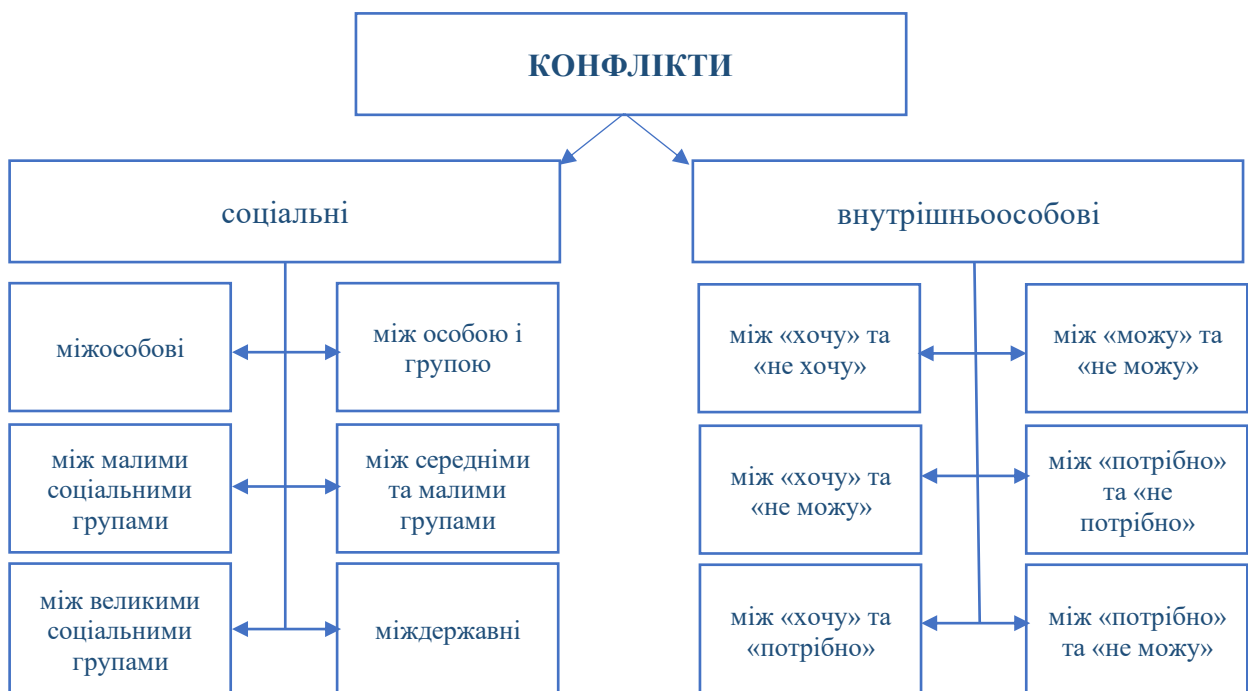 КОНФЛІКТИ
соціальні
внутрішньоособові
міжособові
між особою і
групою
між «хочу» та
«не хочу»
між «можу» та
«не можу»
між малими
соціальними
групами
між середніми
та малими
групами
між «хочу» та
«не можу»
між «потрібно»
та «не
потрібно»
між великими
соціальними
групами
міждержавні
між «хочу» та
«потрібно»
між «потрібно»
та «не можу»